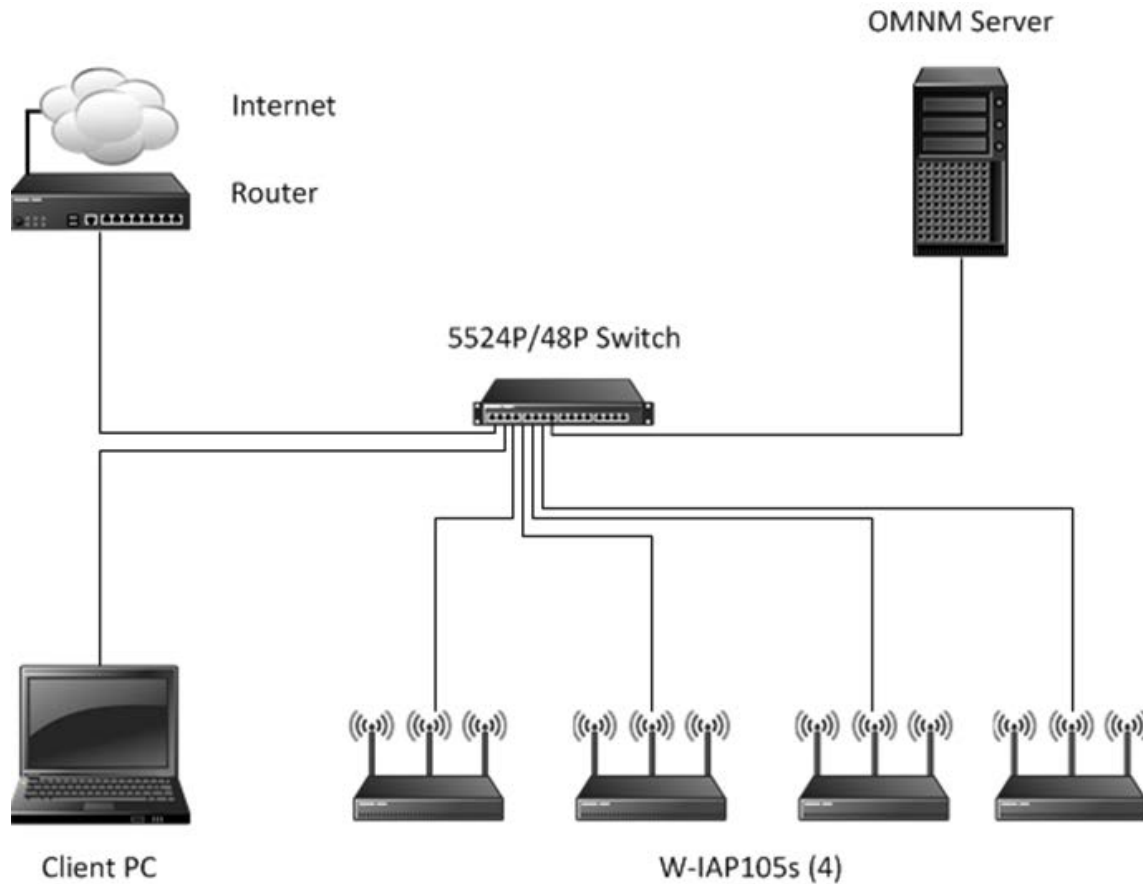 OMNM Server
Internet
Router
5524P/48P Switch
Client PC
W-IAP105s (4)